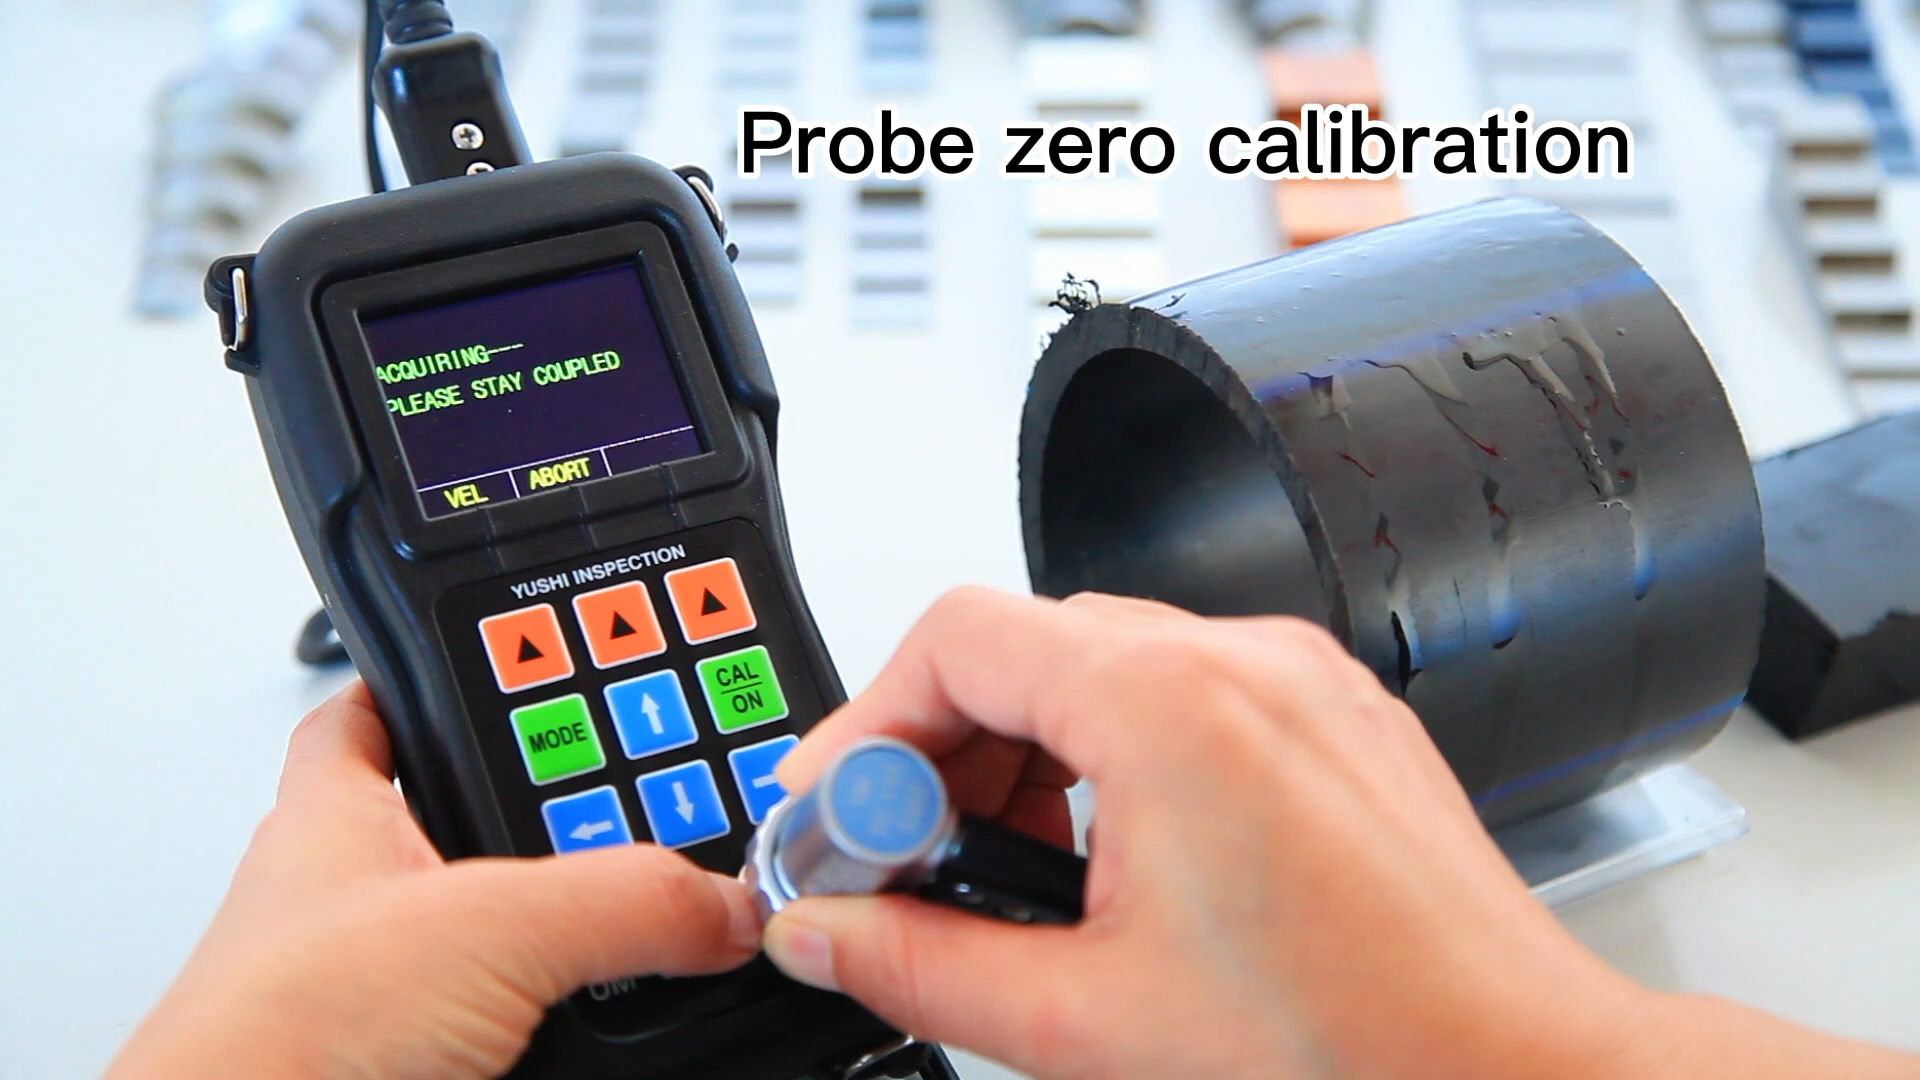 Probe zero calibration
ACQUIRING---
PLEASE STAY COUPLED
VEL ABORT
YUSHI INSPECTION
CAL
ON
MODE